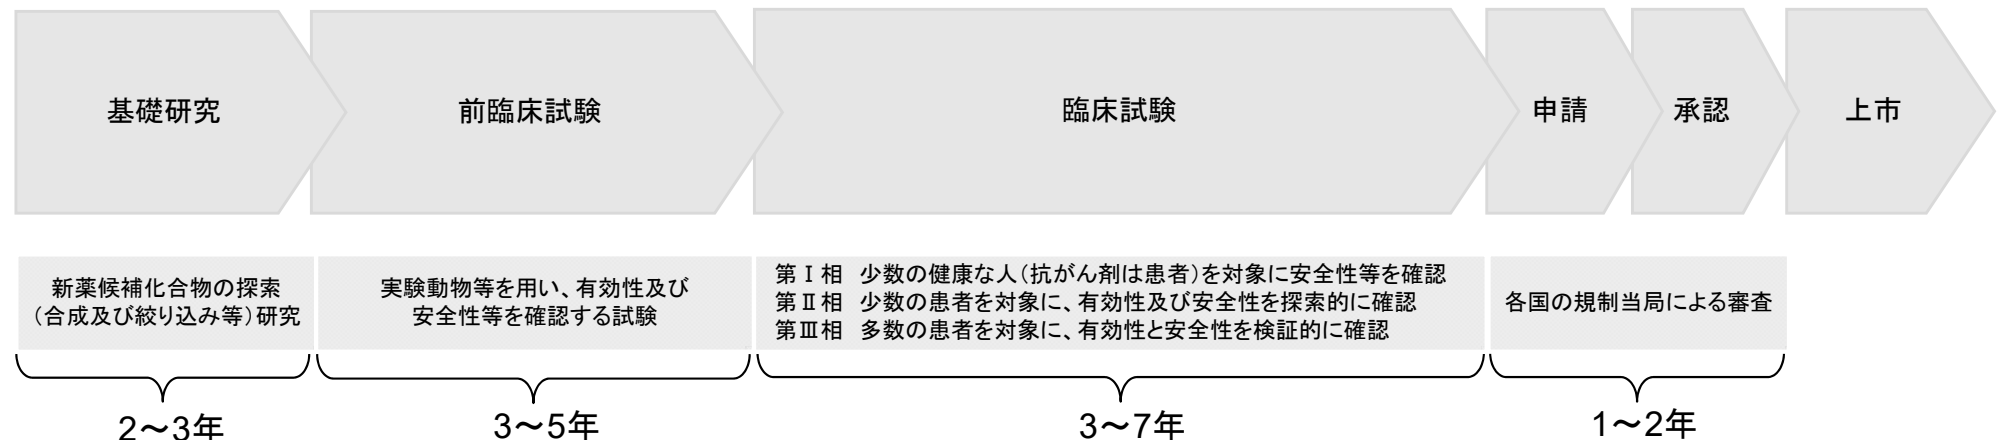 基礎研究
前臨床試験
臨床試験
申請
承認
上市
新薬候補化合物の探索
（合成及び絞り込み等）研究
実験動物等を用い、有効性及び
安全性等を確認する試験
第Ⅰ相　少数の健康な人（抗がん剤は患者）を対象に安全性等を確認
第Ⅱ相　少数の患者を対象に、有効性及び安全性を探索的に確認
第Ⅲ相　多数の患者を対象に、有効性と安全性を検証的に確認
各国の規制当局による審査
2～3年
3～5年
3～7年
1～2年